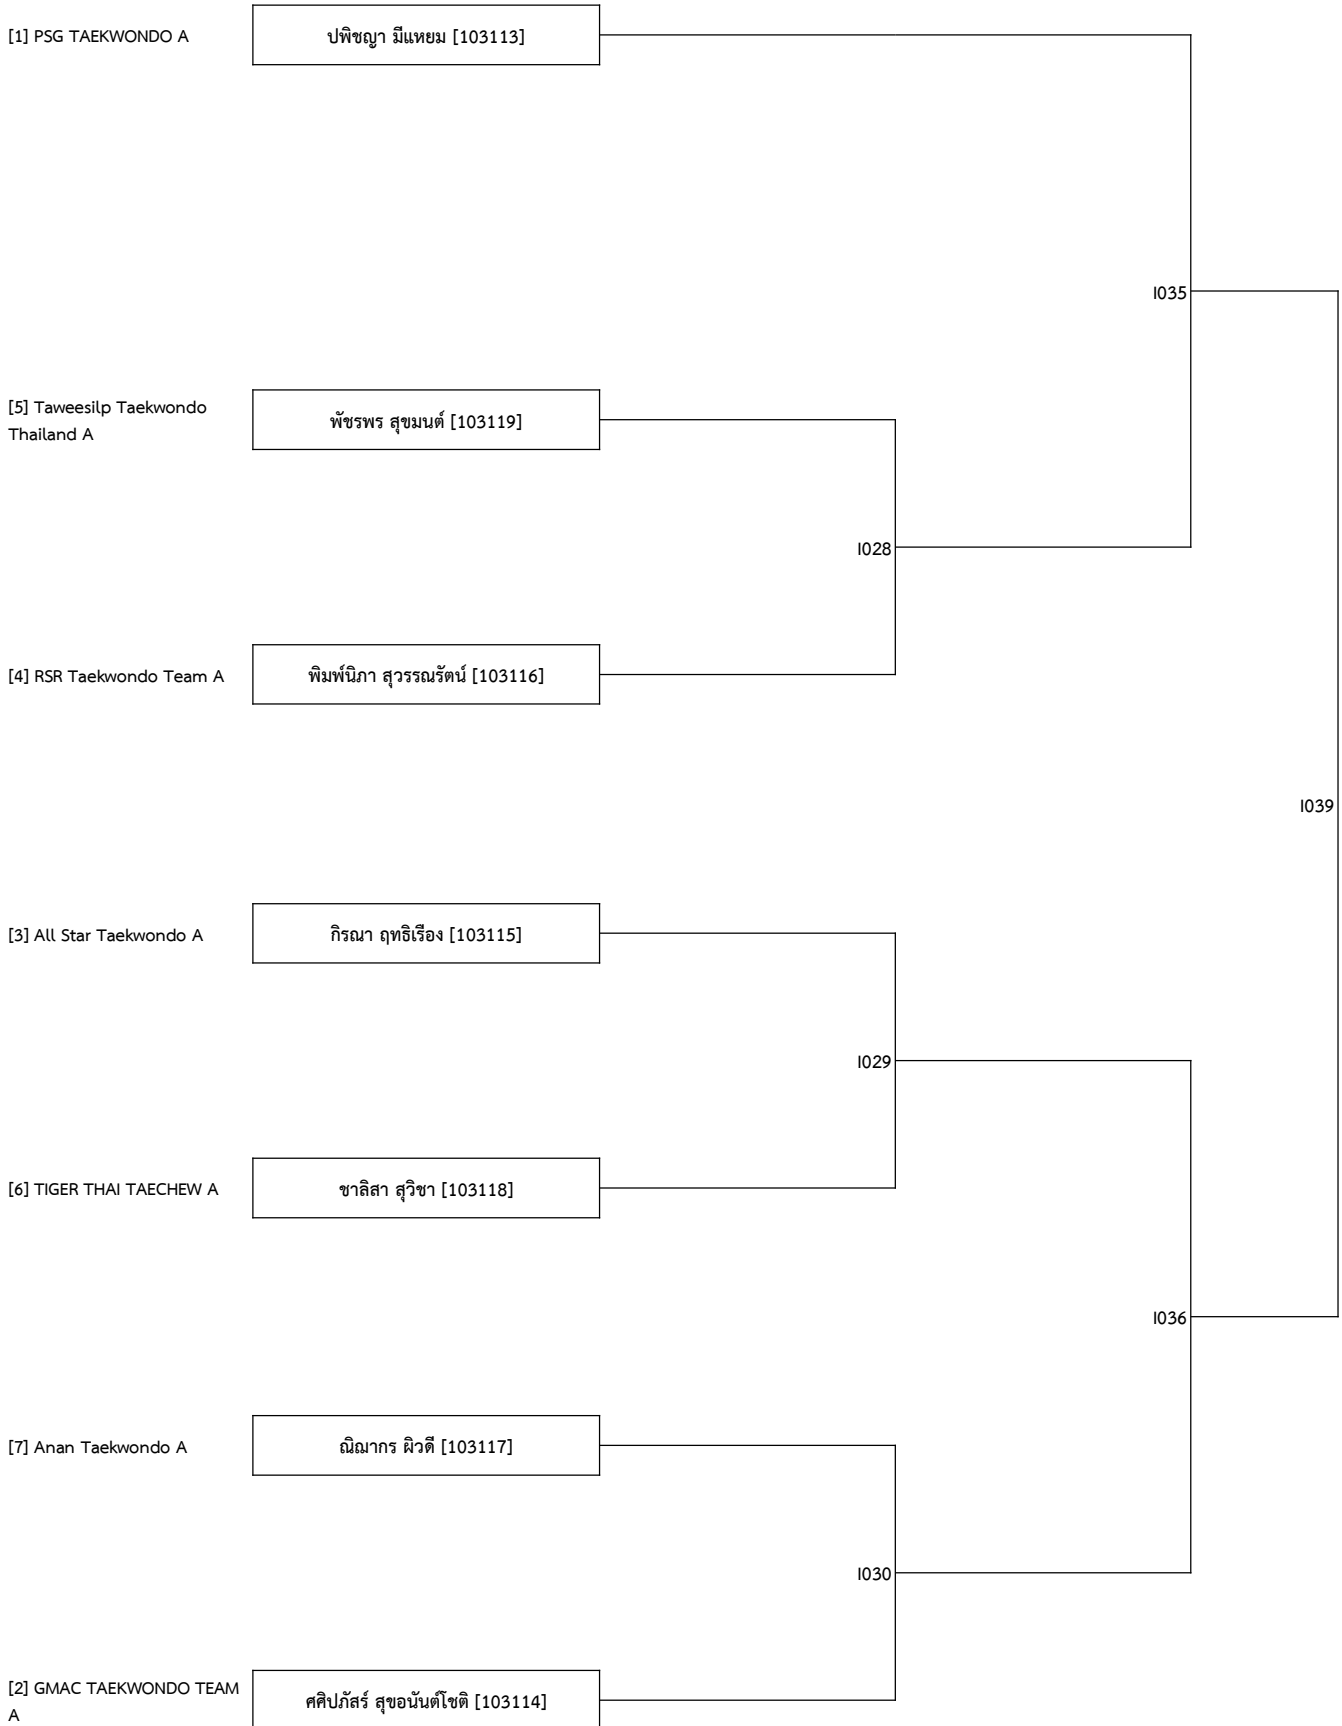 [1] PSG TAEKWONDO A
ปพิชญา มีแหยม [103113]
I035
[5] Taweesilp Taekwondo
Thailand A
พัชรพร สุขมนต์ [103119]
I028
[4] RSR Taekwondo Team A
พิมพ์นิภา สุวรรณรัตน์ [103116]
I039
[3] All Star Taekwondo A
กิรณา ฤทธิเรือง [103115]
I029
[6] TIGER THAI TAECHEW A
ชาลิสา สุวิชา [103118]
I036
[7] Anan Taekwondo A
ณิฌากร ผิวดี [103117]
I030
[2] GMAC TAEKWONDO TEAM
A
ศศิปภัสร์ สุขอนันต์โชติ [103114]